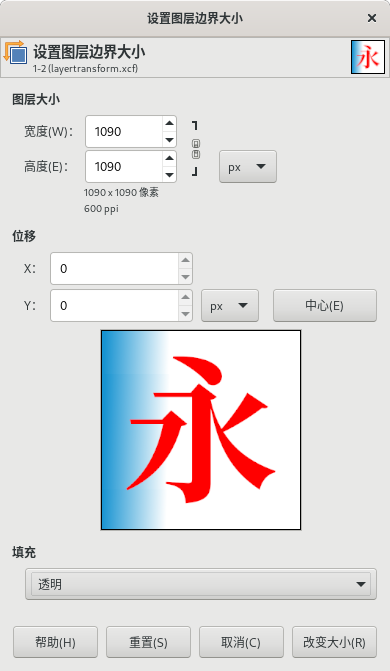 设置图层边界大小
设置图层边界大小
1-2 (layertransform.xcf)
永
图层大小
宽度(W)： 1090
高度(E)： 1090 px
1090 x 1090 像素
600 ppi
位移
X： 0
Y： 0 px 中心(E)
永
填充
透明
帮助(H) 重置(S) 取消(C) 改变大小(R)